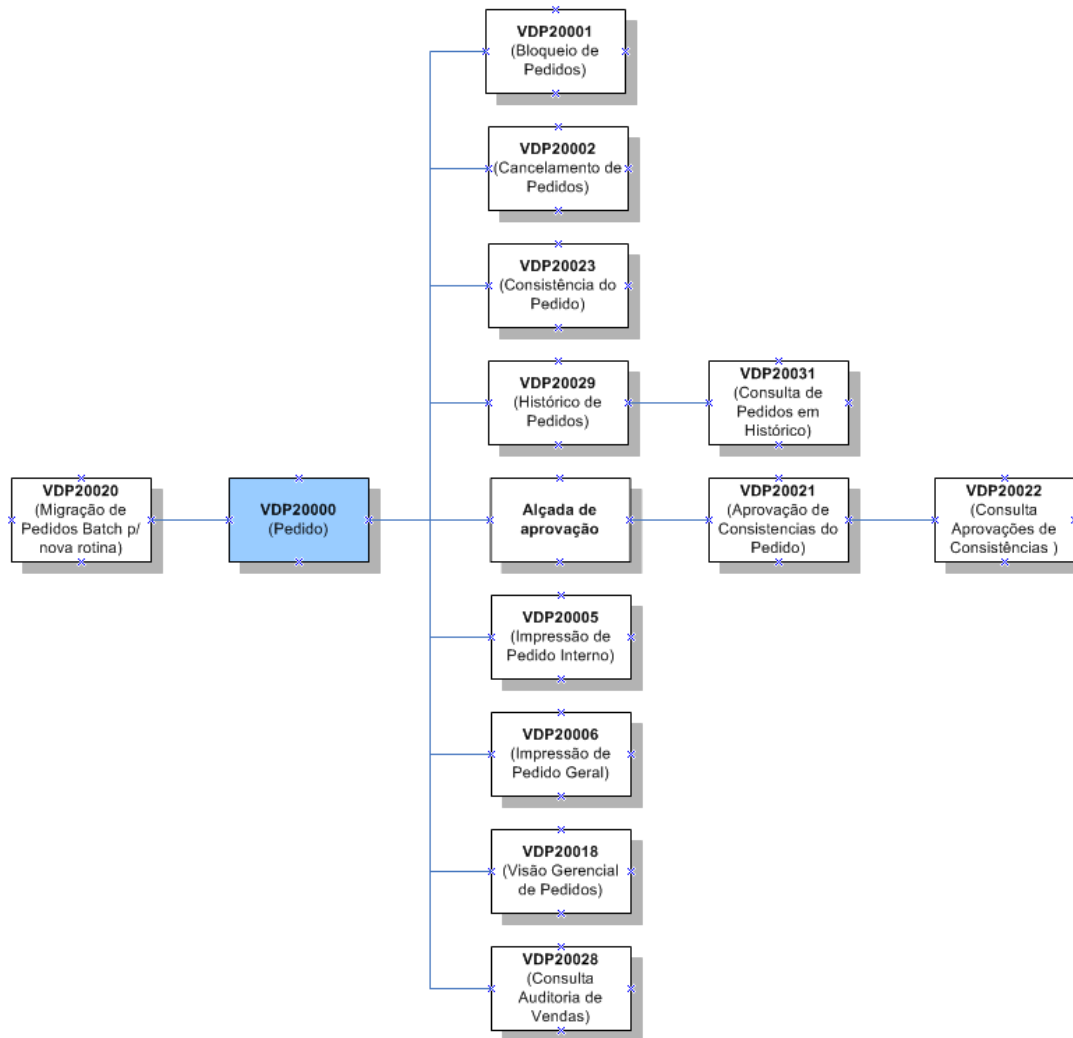 VDP20001
(Bloqueio de
Pedidos)
VDP20002
(Cancelamento de
Pedidos)
VDP20023
(Consistência do
Pedido)
VDP20029
(Histórico de
Pedidos)
VDP20031
(Consulta de
Pedidos em
Histórico)
VDP20020
(Migração de
Pedidos Batch p/
nova rotina)
VDP20000
(Pedido)
Alçada de
aprovação
VDP20021
(Aprovação de
Consistencias do
Pedido)
VDP20022
(Consulta
Aprovações de
Consistências )
VDP20005
(Impressão de
Pedido Interno)
VDP20006
(Impressão de
Pedido Geral)
VDP20018
(Visão Gerencial
de Pedidos)
VDP20028
(Consulta
Auditoria de
Vendas)